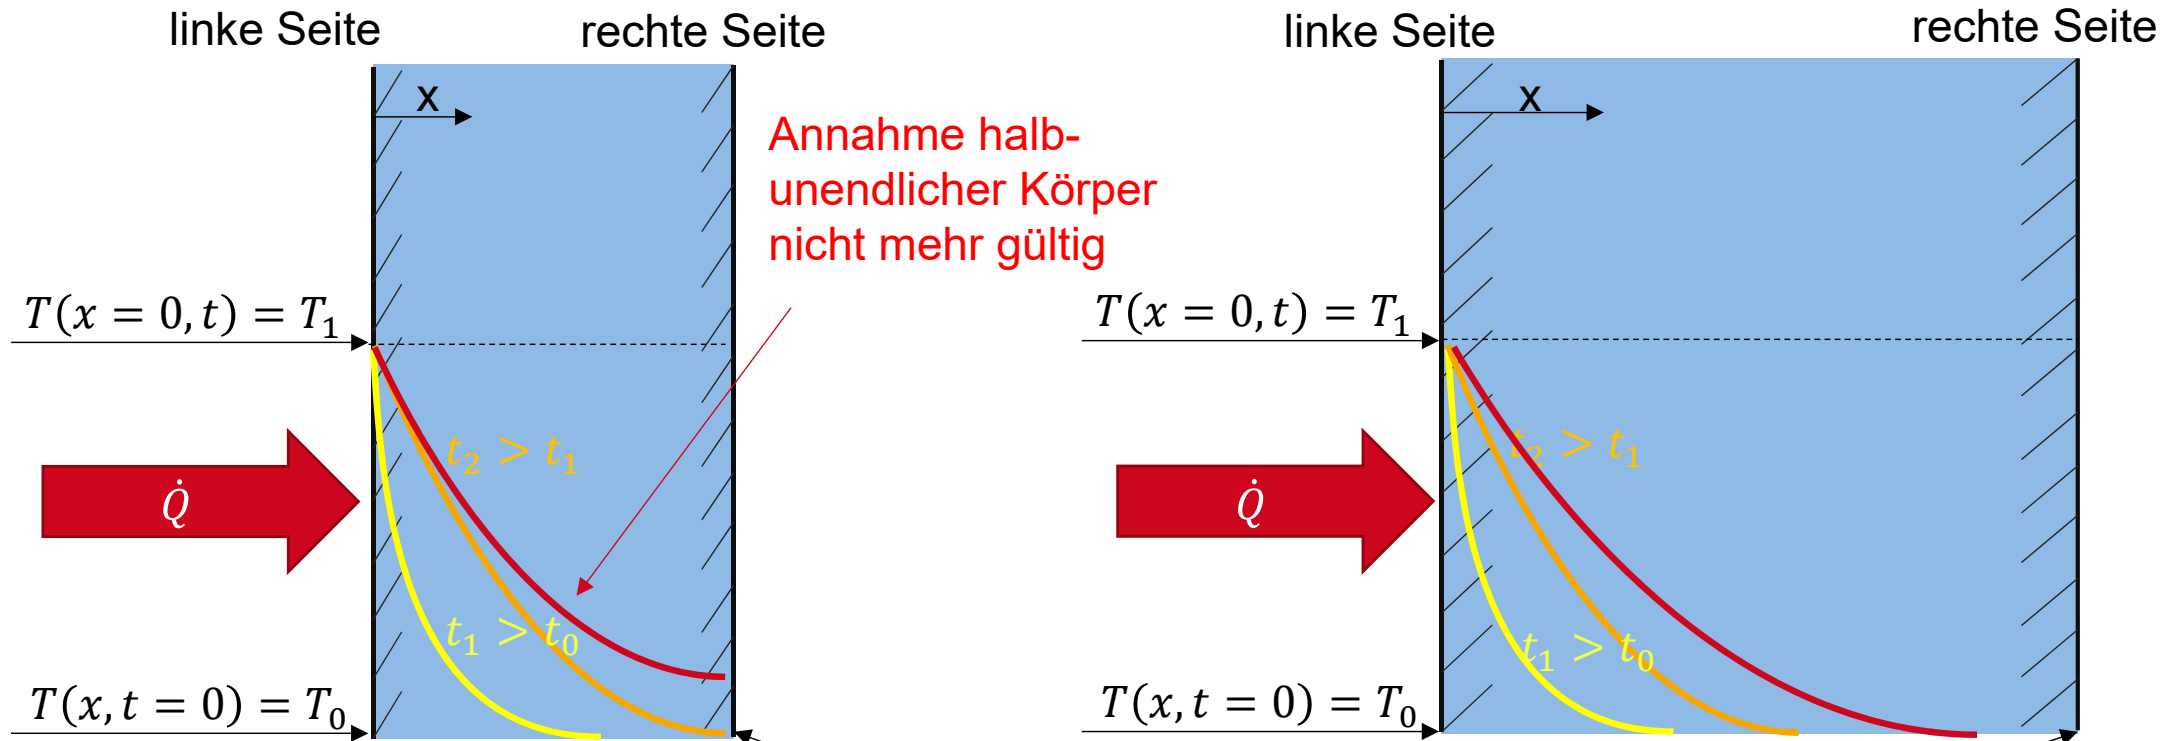 linke Seite
rechte Seite
x
Annahme halb-
unendlicher Körper
nicht mehr gültig
T(x = 0, t) = T₁
t₂ > t₁
Q̇
t₁ > t₀
T(x, t = 0) = T₀
linke Seite
rechte Seite
x
T(x = 0, t) = T₁
t₂ > t₁
Q̇
t₁ > t₀
T(x, t = 0) = T₀